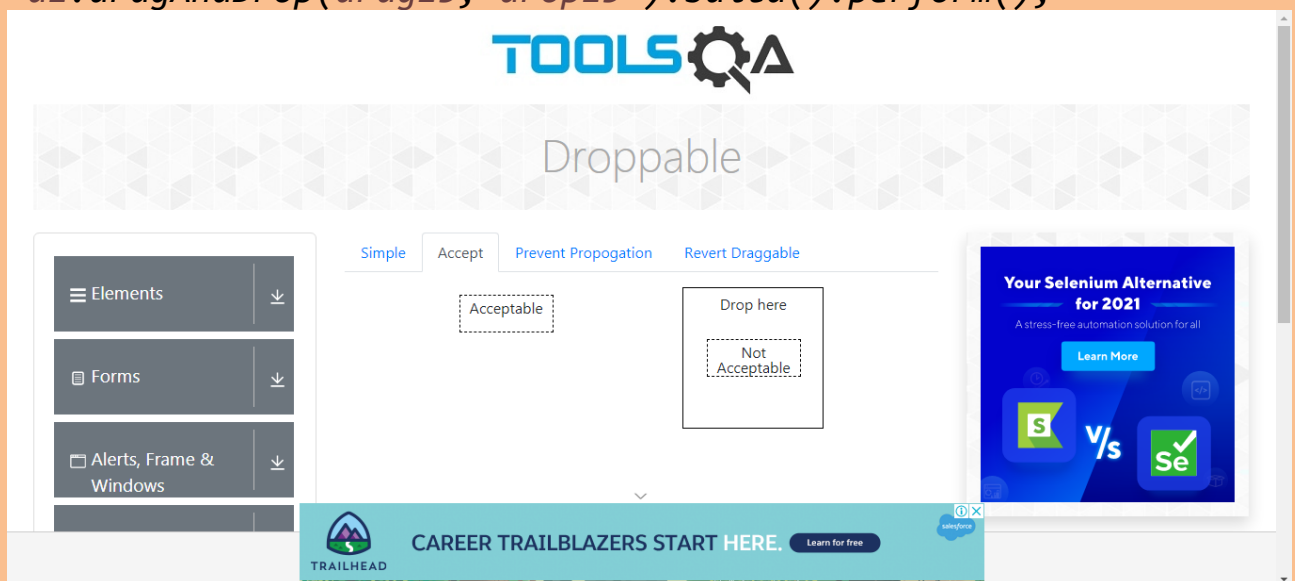 TOOLSQA
Droppable
Simple Accept Prevent Propogation Revert Draggable
Elements
Forms
Alerts, Frame &
Windows
Acceptable
Drop here
Not
Acceptable
Your Selenium Alternative
for 2021
A stress-free automation solution for all
Learn More
S V/s Se
TRAILHEAD
CAREER TRAILBLAZERS START HERE.
Learn for free
salesforce